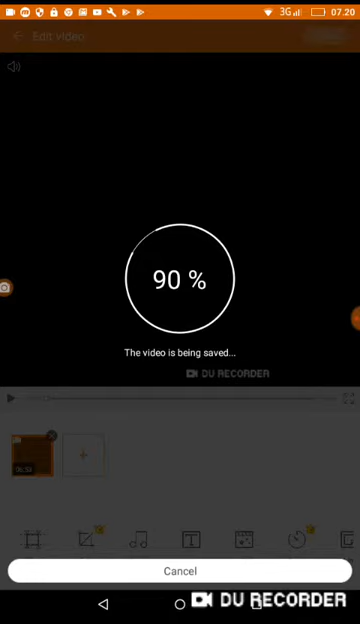 3G 07.20
Edit video
90 %
The video is being saved...
DU RECORDER
Cancel
DU RECORDER